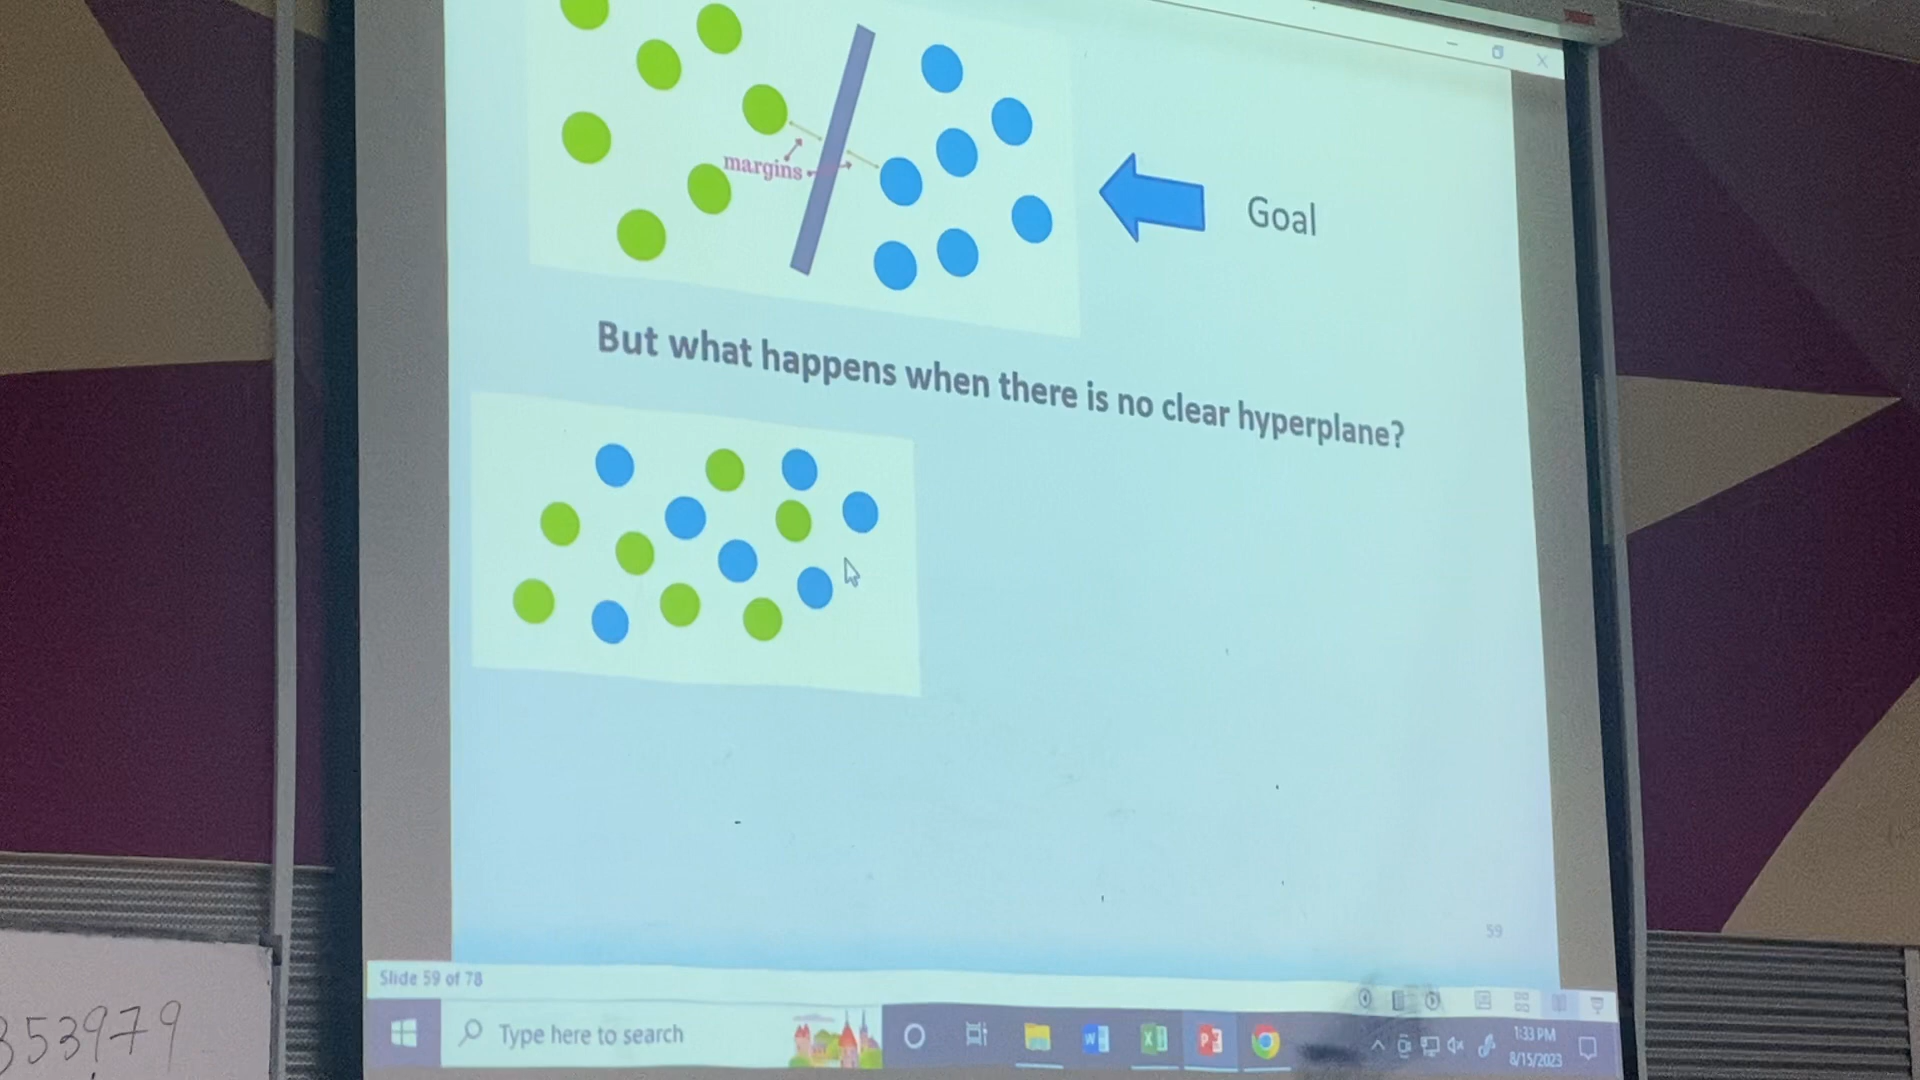 margins
Goal
But what happens when there is no clear hyperplane?
59
Slide 59 of 78
Type here to search
1:33 PM
8/15/2023
353979